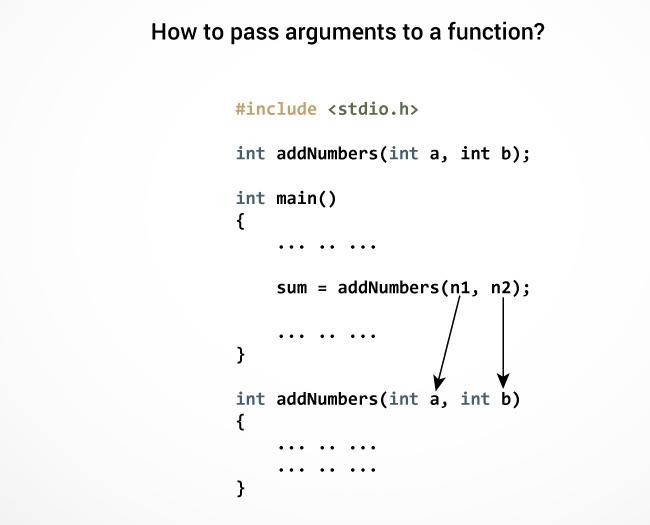 How to pass arguments to a function?
#include <stdio.h>
int addNumbers(int a, int b);
int main()
{
... .. ...
sum = addNumbers(n1, n2);
... .. ...
}
int addNumbers(int a, int b)
{
... .. ...
... .. ...
}